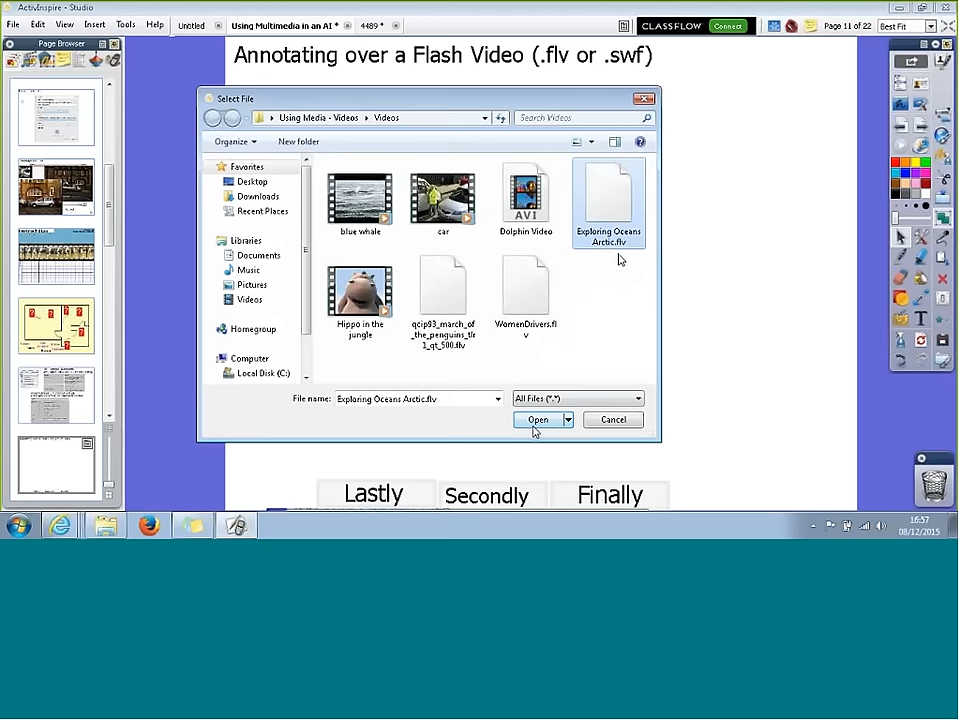 ActivInspire - Studio
File Edit View Insert Tools Help Untitled Using Multimedia in an AI * 4489 * CLASSFLOW Connect Page 11 of 22 Best Fit
Page Browser
Annotating over a Flash Video (.flv or .swf)
Select File
Using Media - Videos Videos Search Videos
Organize New folder
Favorites
Desktop
Downloads
Recent Places
Libraries
Documents
Music
Pictures
Videos
Homegroup
Computer
Local Disk (C:)
blue whale
car
AVI
Dolphin Video
Exploring Oceans
Arctic.flv
Hippo in the
jungle
qcip93_march_of
_the_penguins_tlr
1_qt_500.flv
WomenDrivers.fl
v
File name: Exploring Oceans Arctic.flv All Files (*.*)
Open Cancel
Lastly Secondly Finally
16:57
08/12/2015